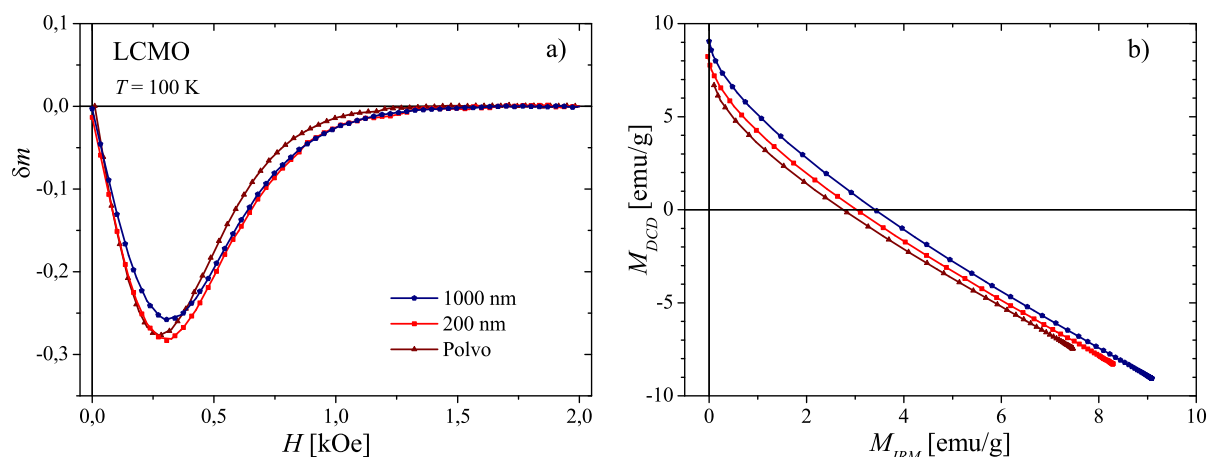 0,1
0,0
-0,1
-0,2
-0,3
δm
LCMO
T = 100 K
a)
1000 nm
200 nm
Polvo
0,0 0,5 1,0 1,5 2,0
H [kOe]
10
5
0
-5
-10
M_DCD [emu/g]
b)
0 2 4 6 8 10
M_IRM [emu/g]